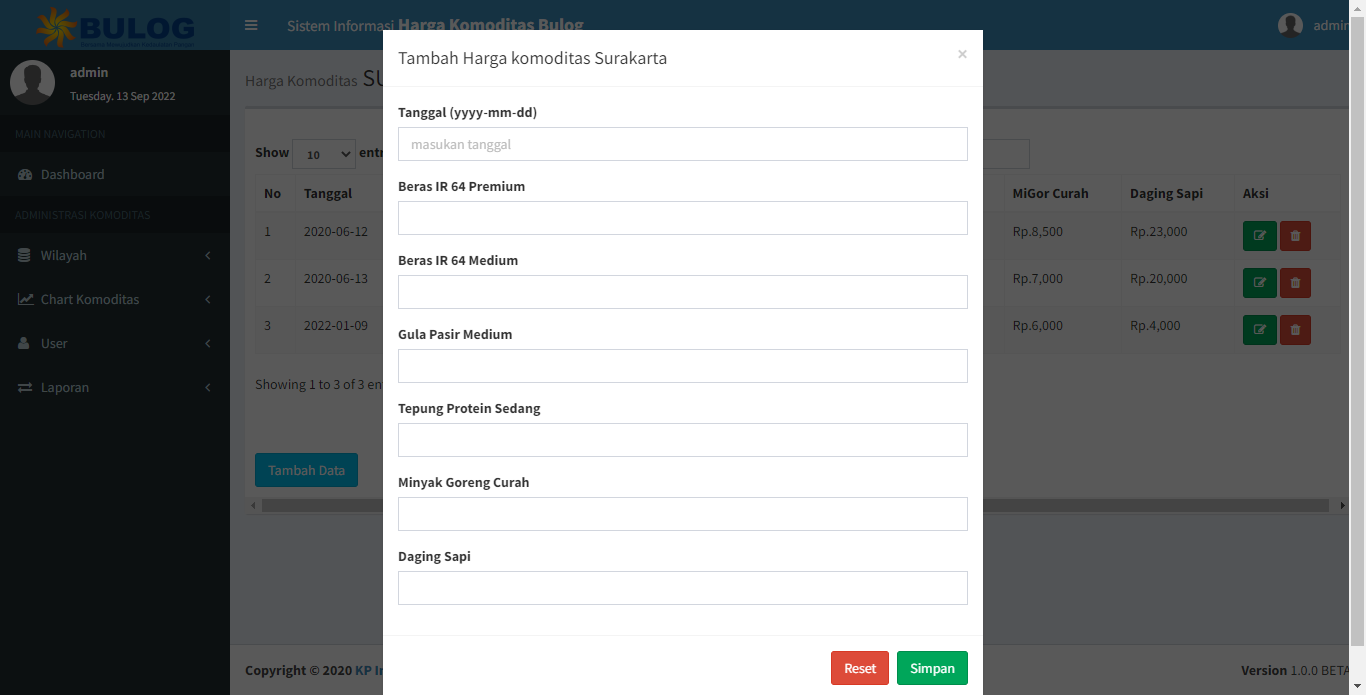 BULOG
Sistem Informasi Harga Komoditas Bulog
admin
admin
Tuesday, 13 Sep 2022
MAIN NAVIGATION
Dashboard
ADMINISTRASI KOMODITAS
Wilayah
Chart Komoditas
User
Laporan
Harga Komoditas SU
Show 10 entr
No Tanggal MiGor Curah Daging Sapi Aksi
1 2020-06-12 Rp.8,500 Rp.23,000
2 2020-06-13 Rp.7,000 Rp.20,000
3 2022-01-09 Rp.6,000 Rp.4,000
Showing 1 to 3 of 3 en
Tambah Data
Tambah Harga komoditas Surakarta ×
Tanggal (yyyy-mm-dd)
masukan tanggal
Beras IR 64 Premium
Beras IR 64 Medium
Gula Pasir Medium
Tepung Protein Sedang
Minyak Goreng Curah
Daging Sapi
Reset Simpan
Copyright © 2020 KP In
Version 1.0.0 BETA